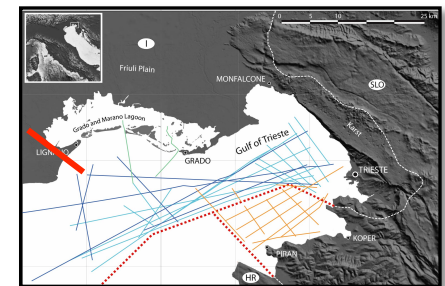 0 5 10 25 km
I
Friuli Plain
MONFALCONE
SLO
Grado and Marano Lagoon
Karst
Gulf of Trieste
LIGNANO
GRADO
TRIESTE
KOPER
PIRAN
HR